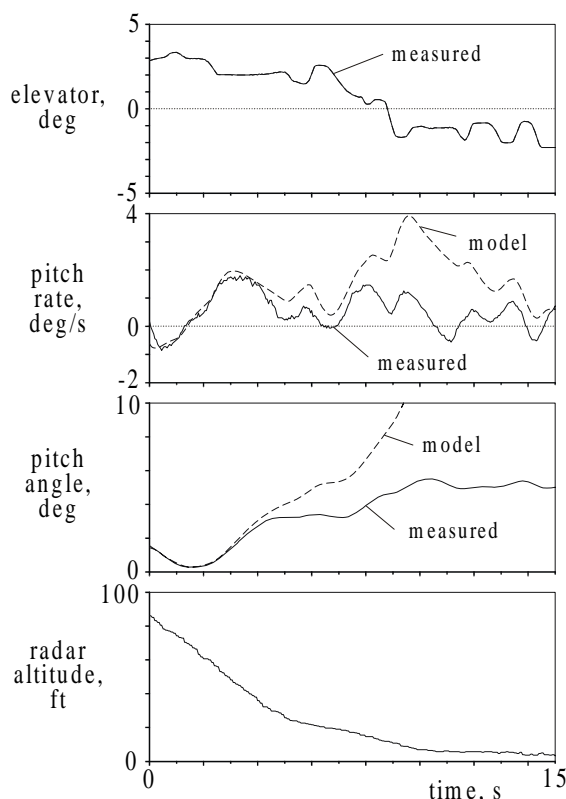 5
measured
elevator,
deg
0
-5
4
model
pitch
rate,
deg/s
0
measured
-2
10
pitch
angle,
deg
model
measured
0
100
radar
altitude,
ft
0
0
15
time, s